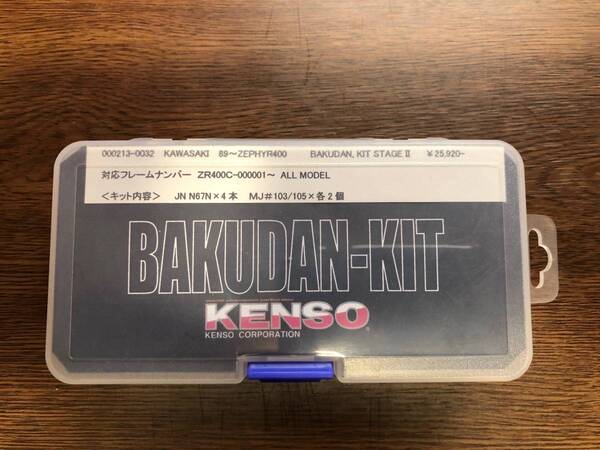 000213-0032 KAWASAKI 89～ZEPHYR400 BAKUDAN, KIT STAGEⅡ ￥25,920-
対応フレームナンバー ZR400C-000001～ ALL MODEL
＜キット内容＞ JN N67N×4本 MJ＃103/105×各2個
BAKUDAN-KIT
KENSO®
KENSO CORPORATION